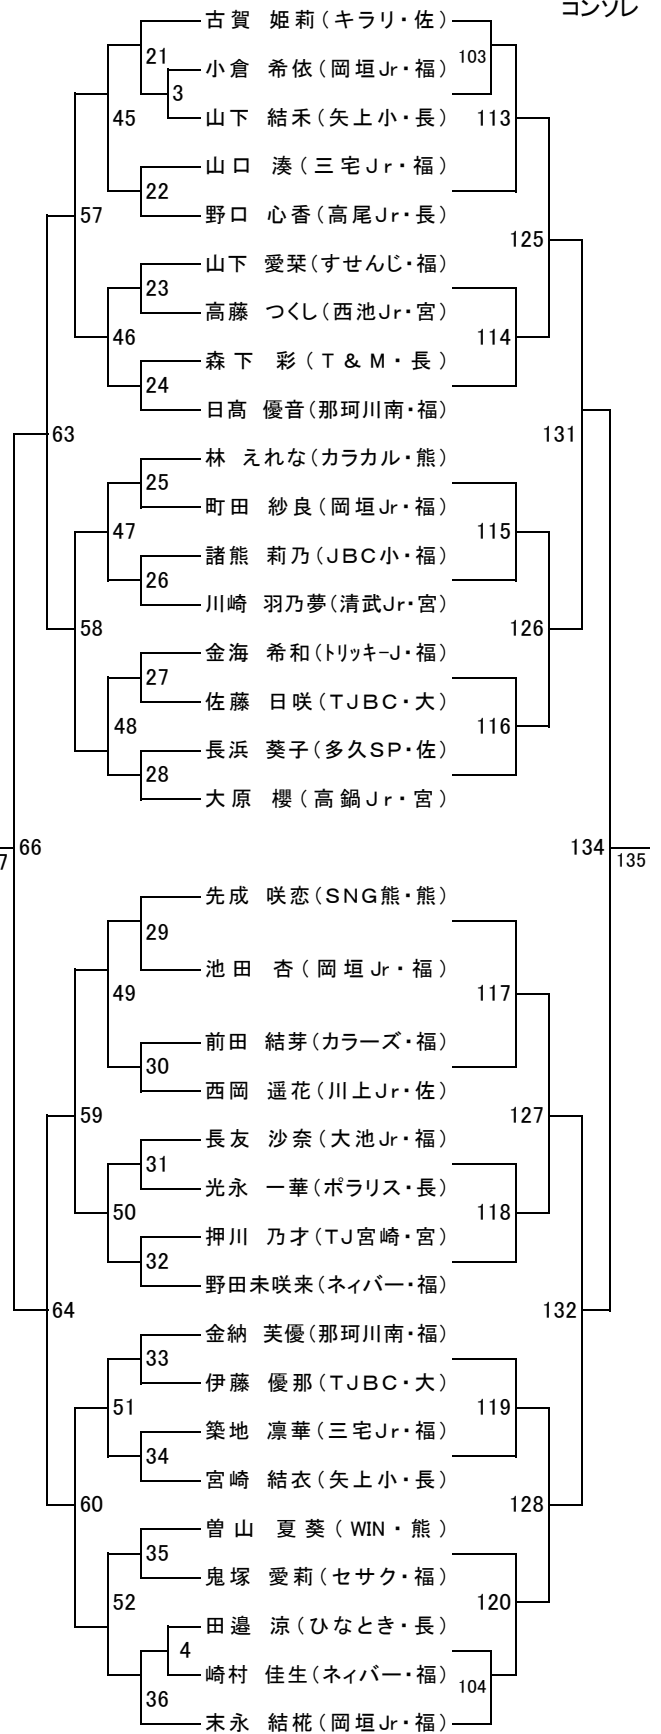 コンソレ
古賀 姫莉(キラリ・佐)
21
103
小倉 希依(岡垣Jr・福)
3
45
山下 結禾(矢上小・長)
113
山口 湊(三宅Jr・福)
22
57
野口 心香(高尾Jr・長)
125
山下 愛栞(すせんじ・福)
23
高藤 つくし(西池Jr・宮)
46
114
森下 彩(T&M・長)
24
日髙 優音(那珂川南・福)
63
131
林 えれな(カラカル・熊)
25
町田 紗良(岡垣Jr・福)
47
115
諸熊 莉乃(JBC小・福)
26
川崎 羽乃夢(清武Jr・宮)
58
126
金海 希和(トリッキーJ・福)
27
佐藤 日咲(TJBC・大)
48
116
長浜 葵子(多久SP・佐)
28
大原 櫻(高鍋Jr・宮)
7
66
134
135
先成 咲恋(SNG熊・熊)
29
池田 杏(岡垣Jr・福)
49
117
前田 結芽(カラーズ・福)
30
西岡 遥花(川上Jr・佐)
59
127
長友 沙奈(大池Jr・福)
31
光永 一華(ポラリス・長)
50
118
押川 乃才(TJ宮崎・宮)
32
野田未咲来(ネィバー・福)
64
132
金納 芙優(那珂川南・福)
33
伊藤 優那(TJBC・大)
51
119
築地 凛華(三宅Jr・福)
34
宮崎 結衣(矢上小・長)
60
128
曽山 夏葵(WIN・熊)
35
鬼塚 愛莉(セサク・福)
52
120
田邉 涼(ひなとき・長)
4
崎村 佳生(ネィバー・福)
36
104
末永 結椛(岡垣Jr・福)